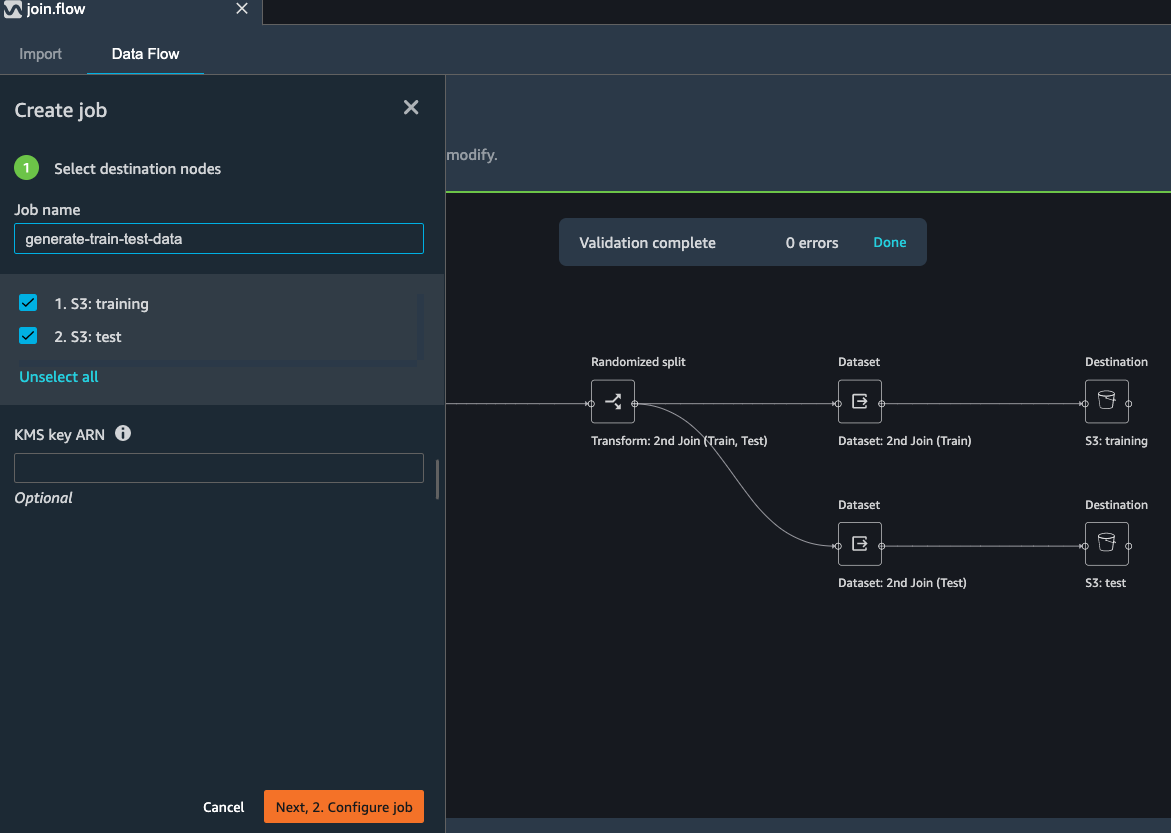 join.flow
Import
Data Flow
Create job
1
Select destination nodes
Job name
generate-train-test-data
1. S3: training
2. S3: test
Unselect all
KMS key ARN
Optional
Cancel
Next, 2. Configure job
modify.
Validation complete
0 errors
Done
Randomized split
Transform: 2nd Join (Train, Test)
Dataset
Dataset: 2nd Join (Train)
Destination
S3: training
Dataset
Dataset: 2nd Join (Test)
Destination
S3: test